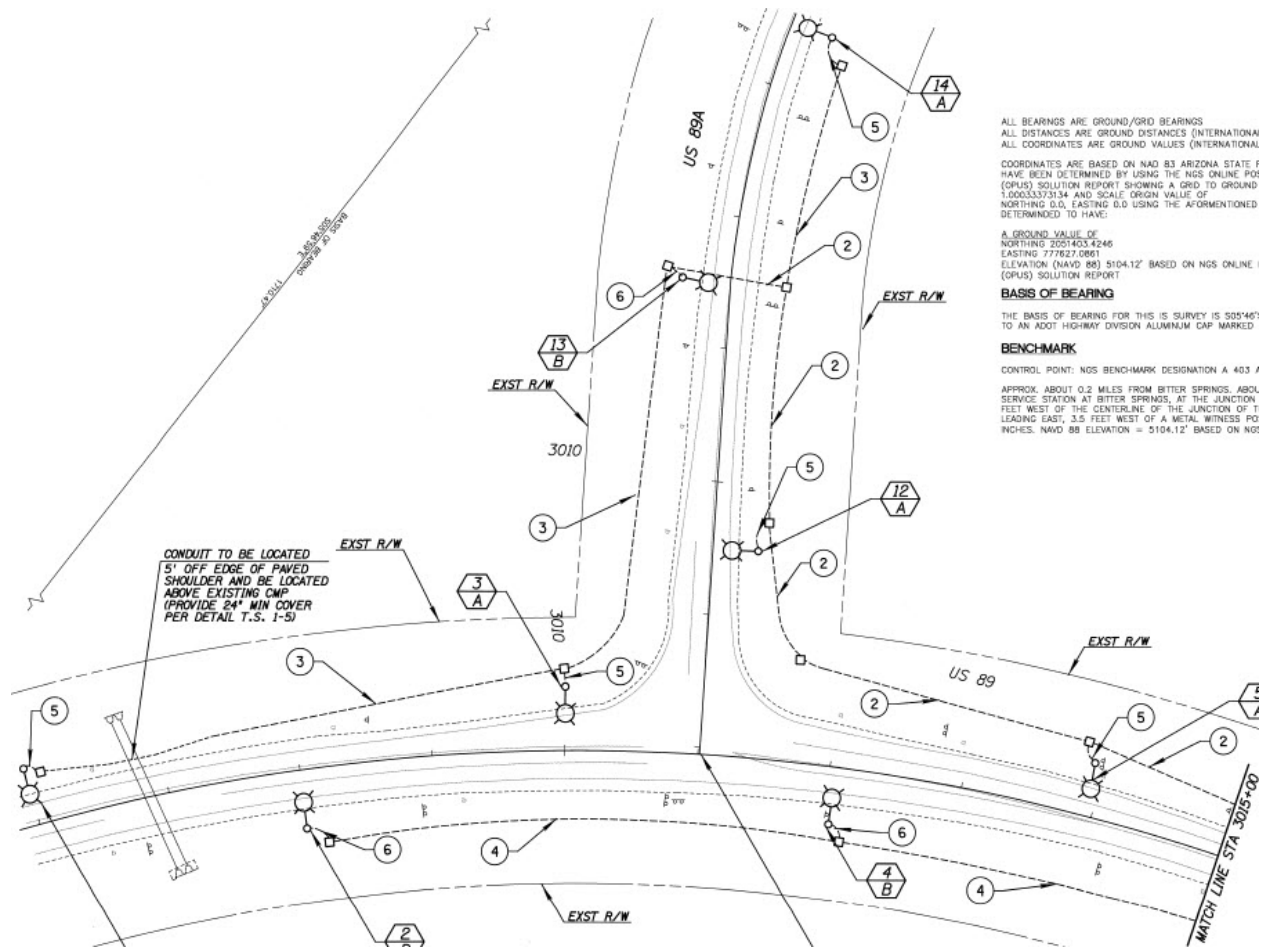 US 89A
14
A
5
3
2
6
13
B
EXST R/W
EXST R/W
3010
2
5
12
A
3
2
BASIS OF BEARING
1710.47'
CONDUIT TO BE LOCATED
5' OFF EDGE OF PAVED
SHOULDER AND BE LOCATED
ABOVE EXISTING CMP
(PROVIDE 24" MIN COVER
PER DETAIL T.S. 1-5)
EXST R/W
3
A
3010
3
5
5
EXST R/W
US 89
2
5
2
5
6
4
6
4
B
4
EXST R/W
2
MATCH LINE STA 3015+00
ALL BEARINGS ARE GROUND/GRID BEARINGS
ALL DISTANCES ARE GROUND DISTANCES (INTERNATIONAL
ALL COORDINATES ARE GROUND VALUES (INTERNATIONAL
COORDINATES ARE BASED ON NAD 83 ARIZONA STATE
HAVE BEEN DETERMINED BY USING THE NGS ONLINE
(OPUS) SOLUTION REPORT SHOWING A GRID TO GROUND
1.00033373134 AND SCALE ORIGIN VALUE OF
NORTHING 0.0, EASTING 0.0 USING THE AFORMENTIONED
DETERMINDED TO HAVE:
A GROUND VALUE OF
NORTHING 2051403.4246
EASTING 777627.0861
ELEVATION (NAVD 88) 5104.12' BASED ON NGS ONLINE
(OPUS) SOLUTION REPORT
BASIS OF BEARING
THE BASIS OF BEARING FOR THIS IS SURVEY IS S05°46'
TO AN ADOT HIGHWAY DIVISION ALUMINUM CAP MARKED
BENCHMARK
CONTROL POINT: NGS BENCHMARK DESIGNATION A 403
APPROX. ABOUT 0.2 MILES FROM BITTER SPRINGS. ABOU
SERVICE STATION AT BITTER SPRINGS, AT THE JUNCTION
FEET WEST OF THE CENTERLINE OF THE JUNCTION OF
LEADING EAST, 3.5 FEET WEST OF A METAL WITNESS
INCHES. NAVD 88 ELEVATION = 5104.12' BASED ON NGS